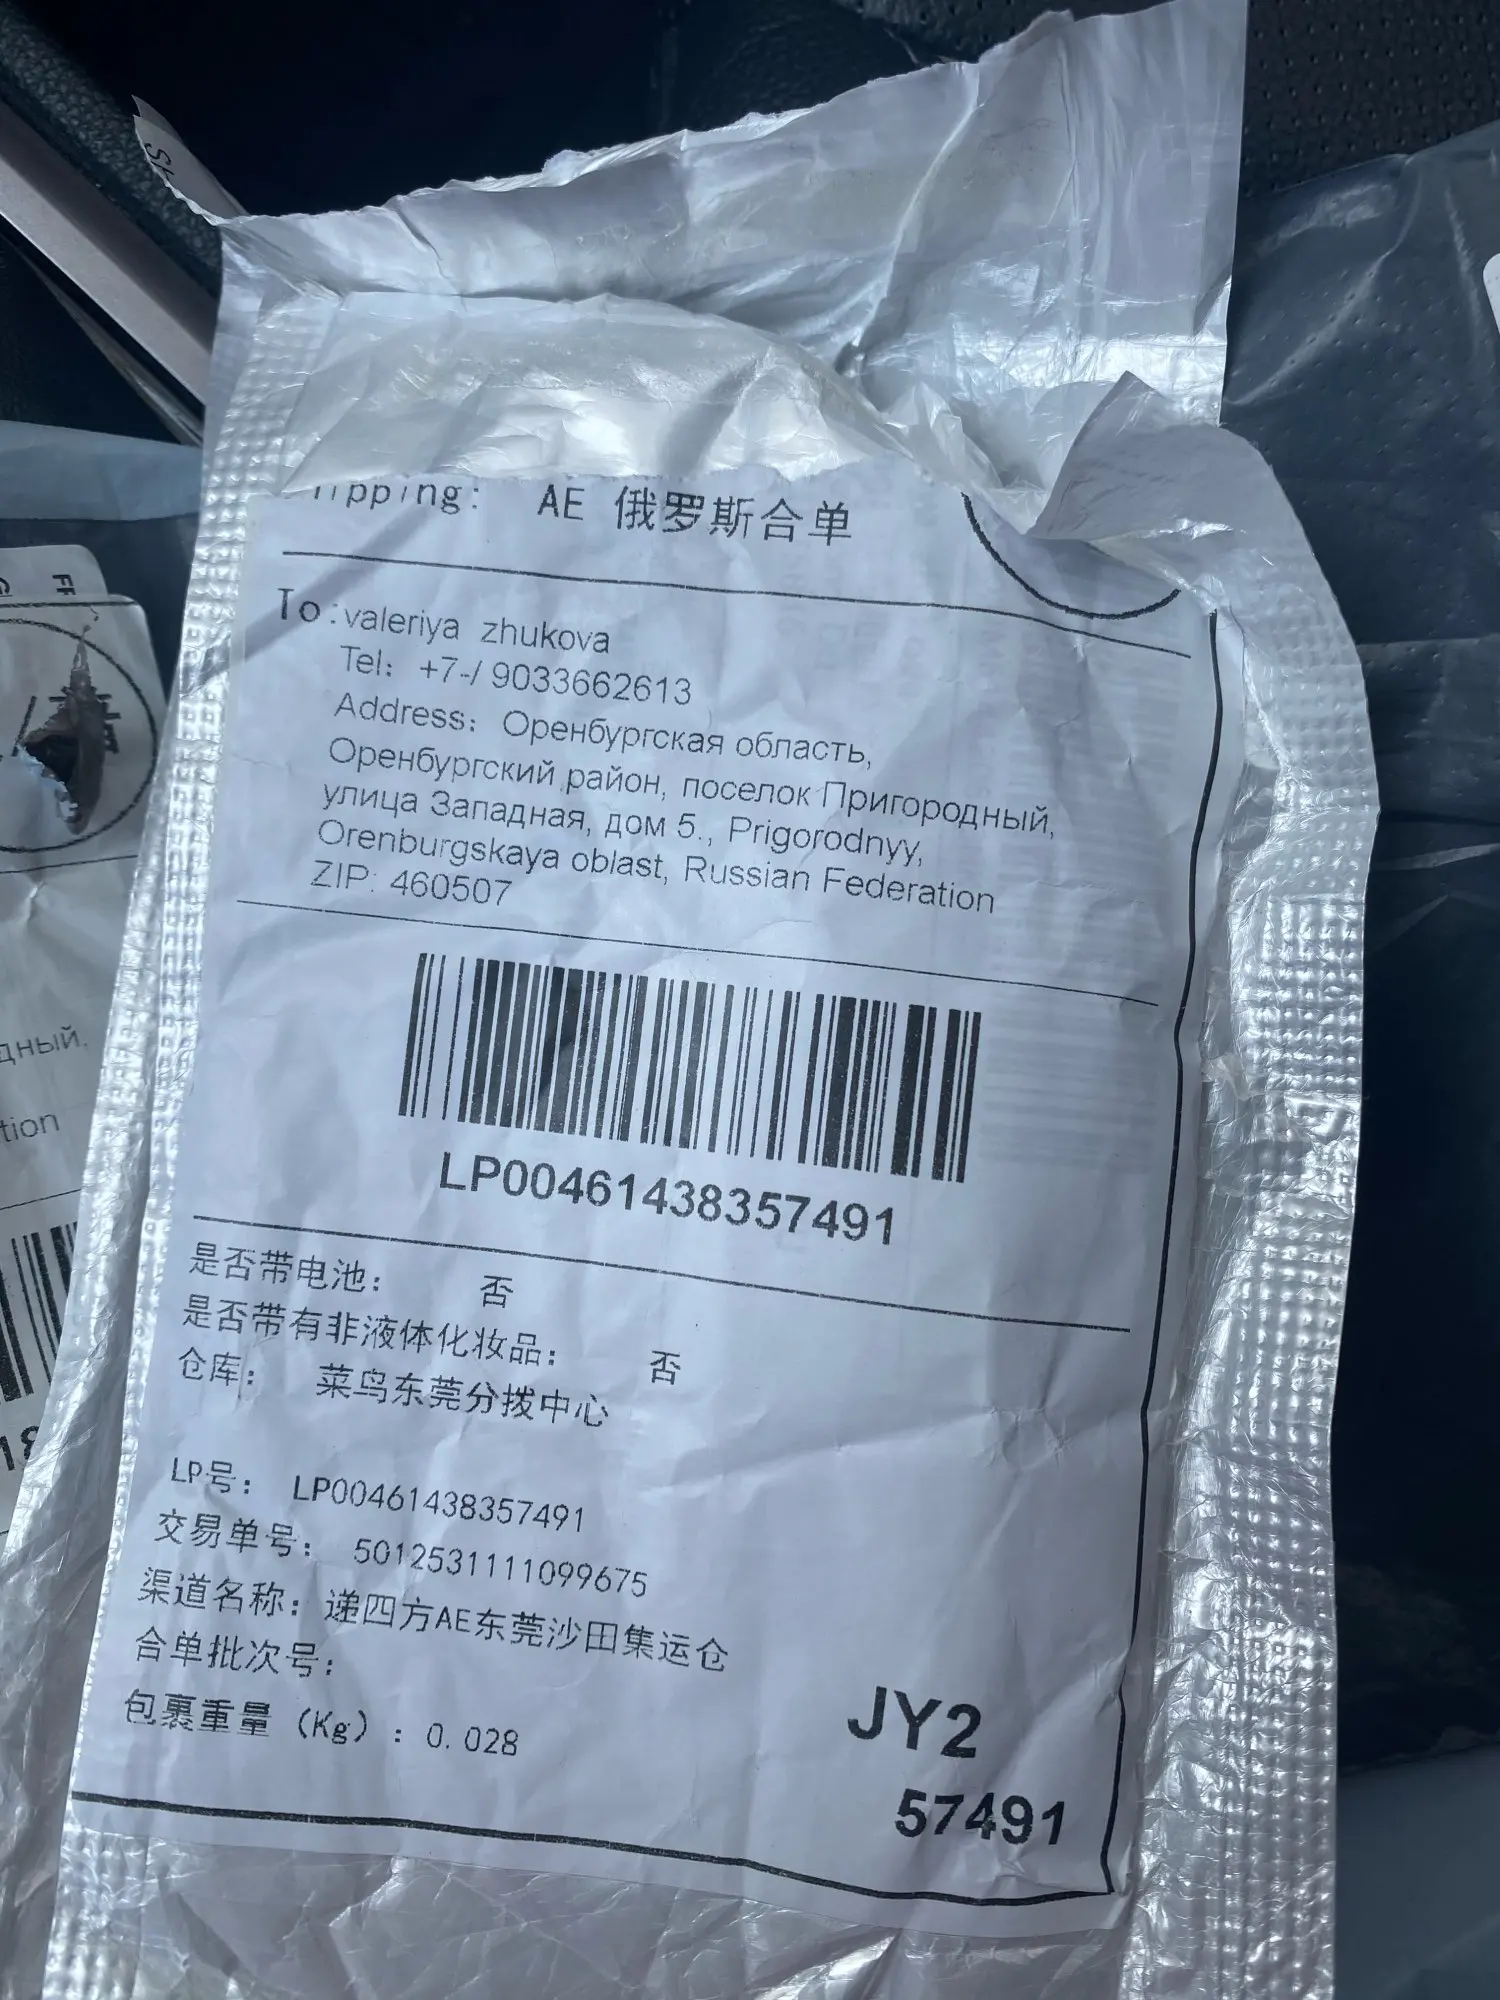 AE 俄罗斯合单
To:valeriya zhukova
Tel: +7-/ 9033662613
Address: Оренбургская область,
Оренбургский район, поселок Пригородный,
улица Западная, дом 5., Prigorodnyy,
Orenburgskaya oblast, Russian Federation
ZIP: 460507
LP00461438357491
是否带电池: 否
是否带有非液体化妆品: 否
仓库: 菜鸟东莞分拨中心
LP号: LP00461438357491
交易单号: 5012531111099675
渠道名称: 递四方AE东莞沙田集运仓
合单批次号:
包裹重量 (Kg) : 0.028
JY2
57491